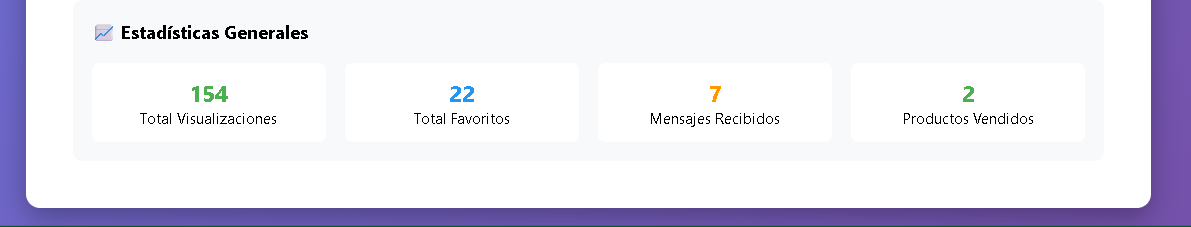 Estadísticas Generales
154
Total Visualizaciones
22
Total Favoritos
7
Mensajes Recibidos
2
Productos Vendidos